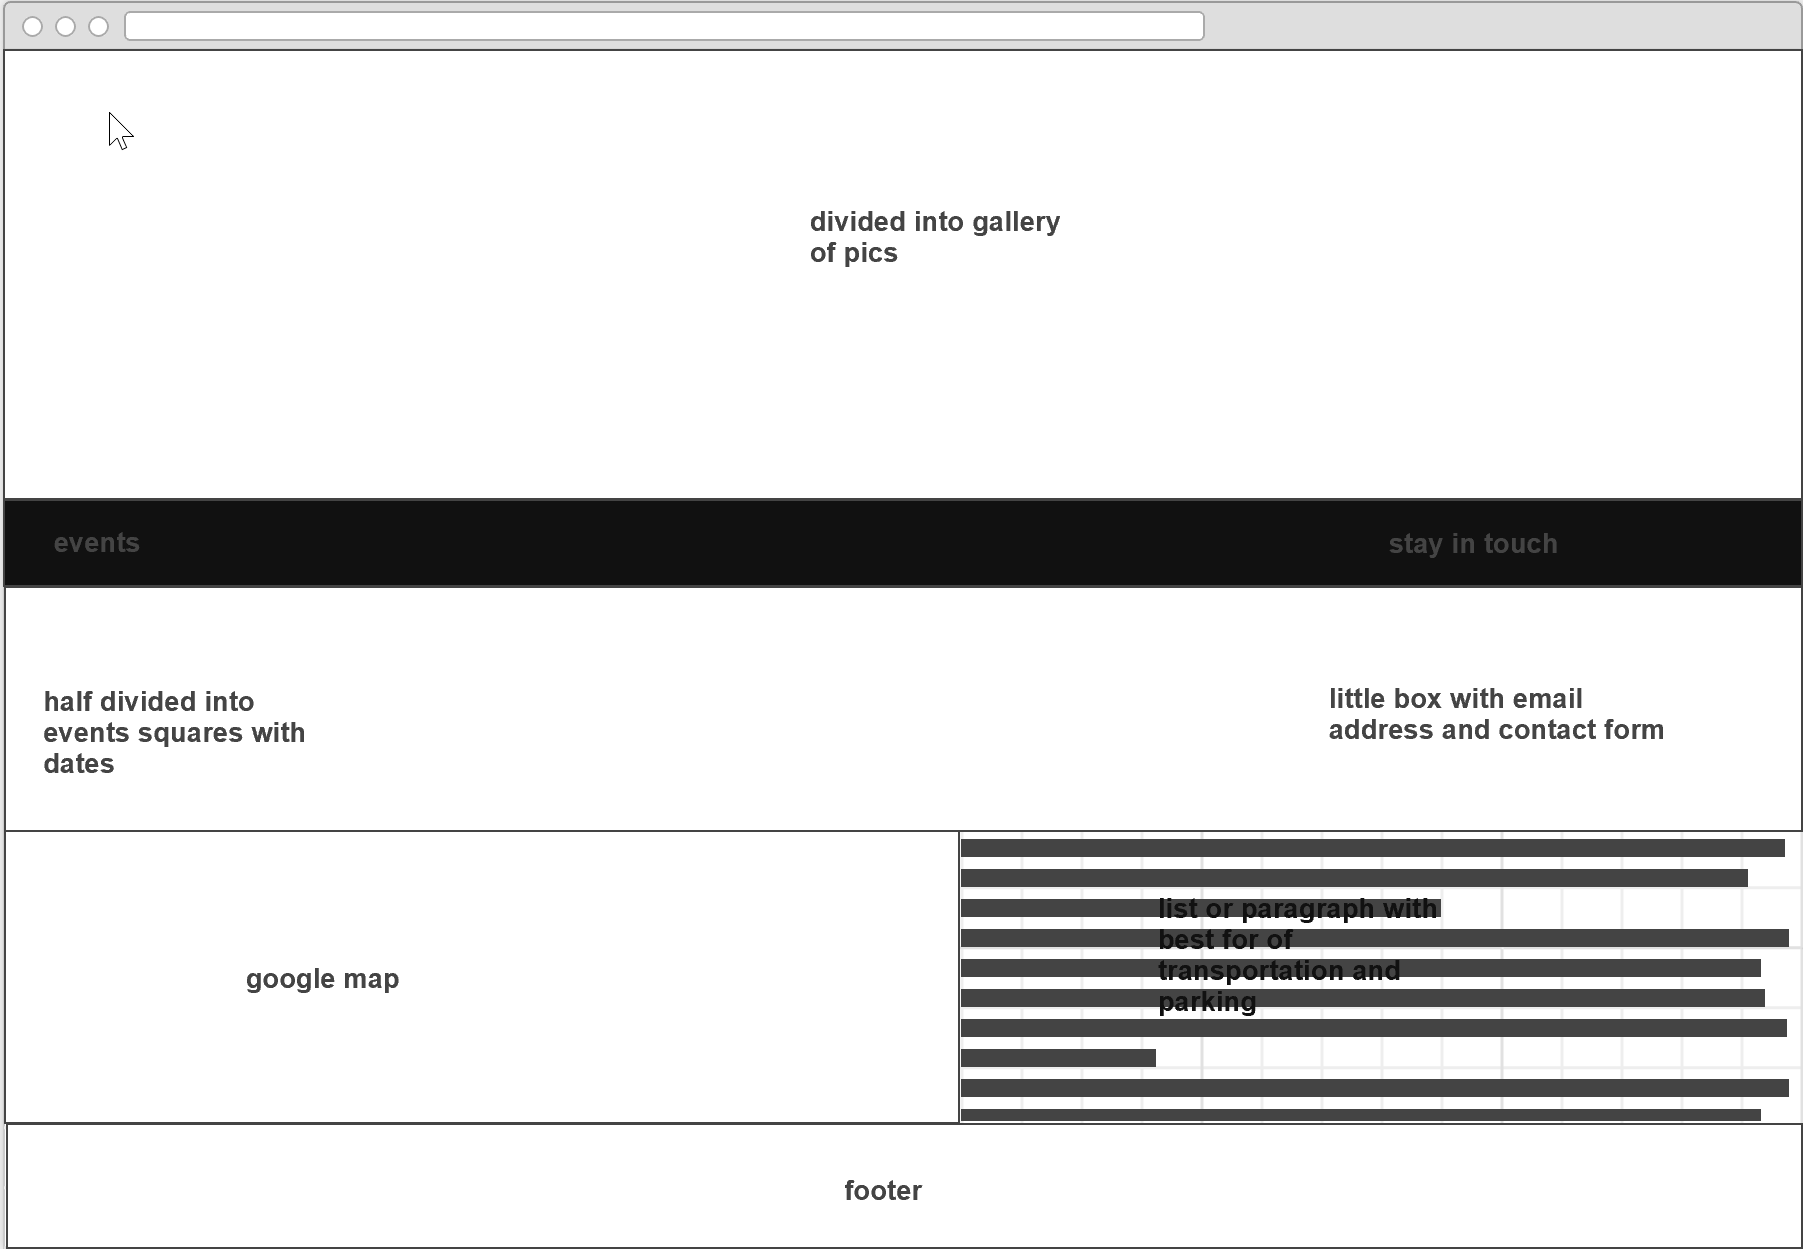 divided into gallery
of pics
events
stay in touch
half divided into
events squares with
dates
little box with email
address and contact form
google map
list or paragraph with
best for of
transportation and
parking
footer